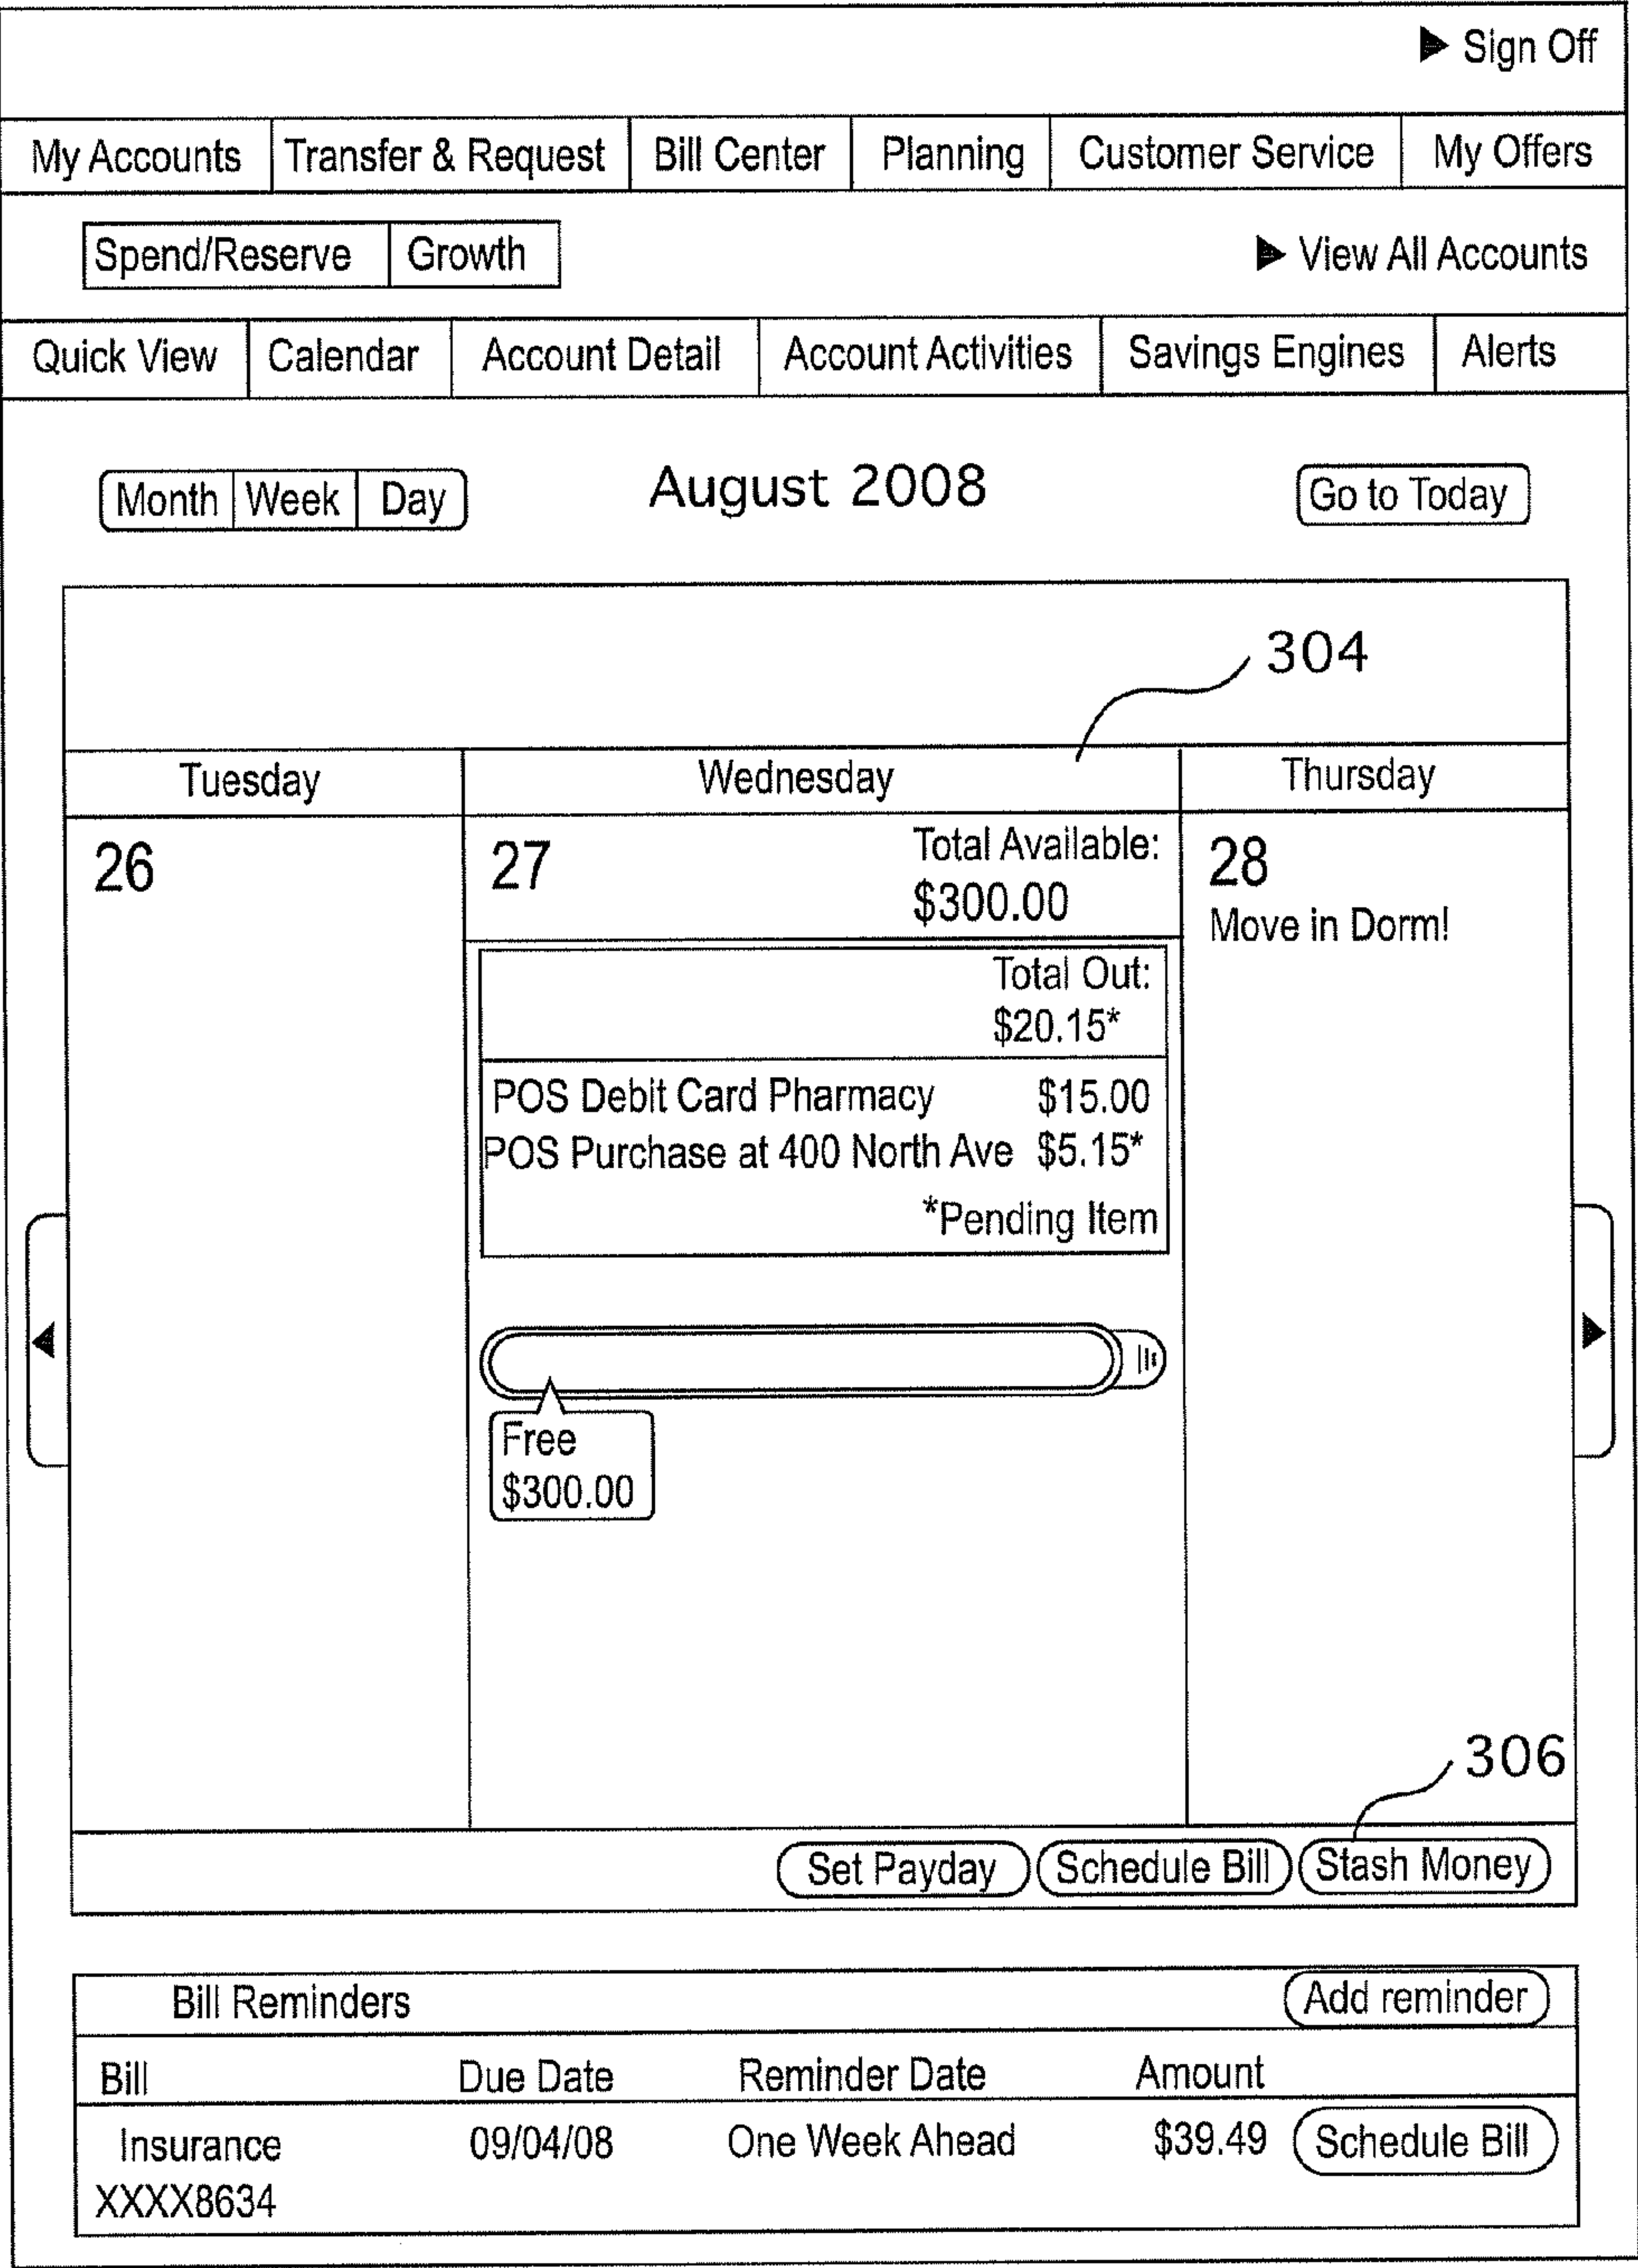 Sign Off
My Accounts Transfer & Request Bill Center Planning Customer Service My Offers
Spend/Reserve Growth View All Accounts
Quick View Calendar Account Detail Account Activities Savings Engines Alerts
Month Week Day August 2008 Go to Today
304
Tuesday Wednesday Thursday
26 27 Total Available: 28
$300.00 Move in Dorm!
Total Out:
$20.15*
POS Debit Card Pharmacy $15.00
POS Purchase at 400 North Ave $5.15*
*Pending Item
Free
$300.00
306
Set Payday Schedule Bill Stash Money
Bill Reminders Add reminder
Bill Due Date Reminder Date Amount
Insurance 09/04/08 One Week Ahead $39.49 Schedule Bill
XXXX8634